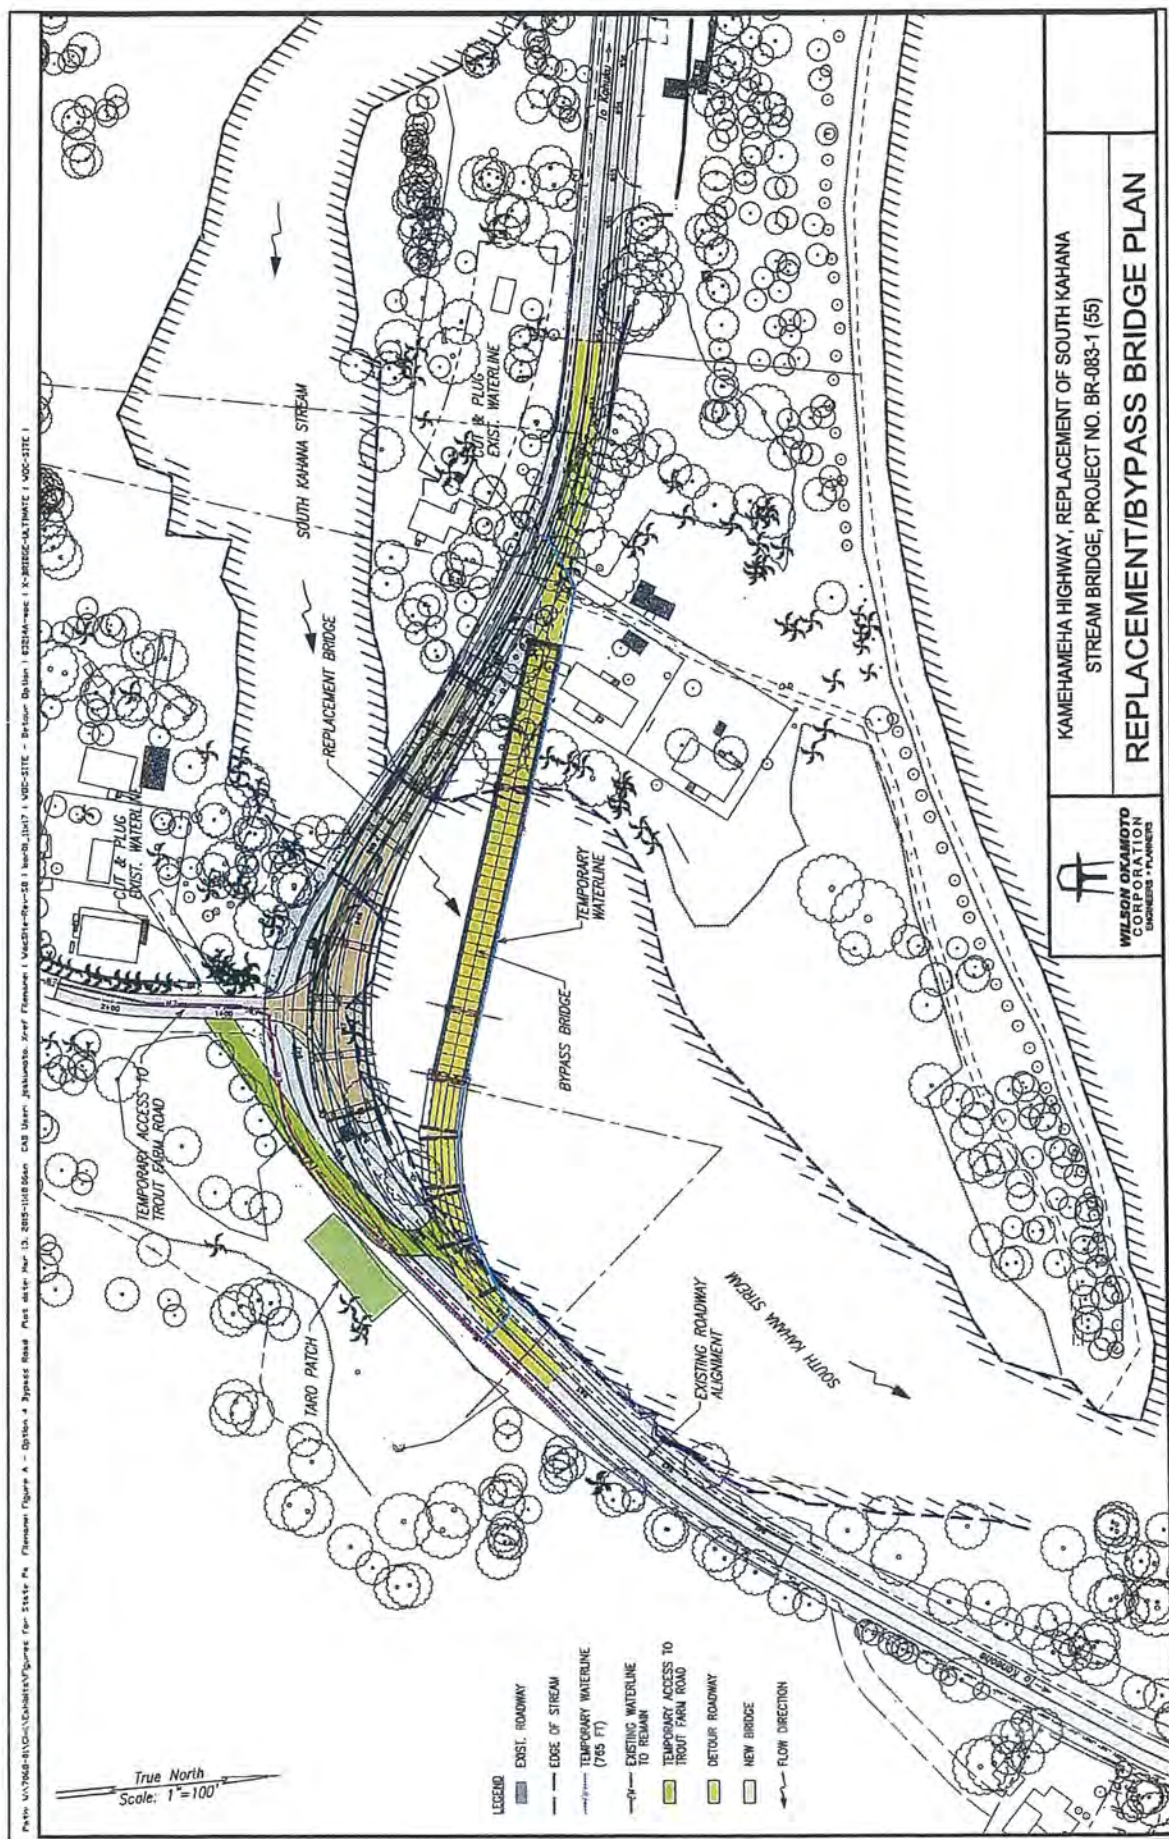 SOUTH KAHANA STREAM
CUT & PLUG
EXIST. WATERLINE
To Kahuku
REPLACEMENT BRIDGE
CUT & PLUG
EXIST. WATERLINE
TEMPORARY
WATERLINE
BYPASS BRIDGE
TEMPORARY ACCESS TO
TROUT FARM ROAD
TARO PATCH
EXISTING ROADWAY
ALIGNMENT
SOUTH KAHANA STREAM
To Kaneohe
True North
Scale: 1"=100'
LEGEND
EXIST. ROADWAY
EDGE OF STREAM
TEMPORARY WATERLINE
(765 FT)
EXISTING WATERLINE
TO REMAIN
TEMPORARY ACCESS TO
TROUT FARM ROAD
DETOUR ROADWAY
NEW BRIDGE
FLOW DIRECTION
WILSON OKAMOTO
CORPORATION
ENGINEERS • PLANNERS
KAMEHAMEHA HIGHWAY, REPLACEMENT OF SOUTH KAHANA
STREAM BRIDGE, PROJECT NO. BR-083-1 (55)
REPLACEMENT/BYPASS BRIDGE PLAN